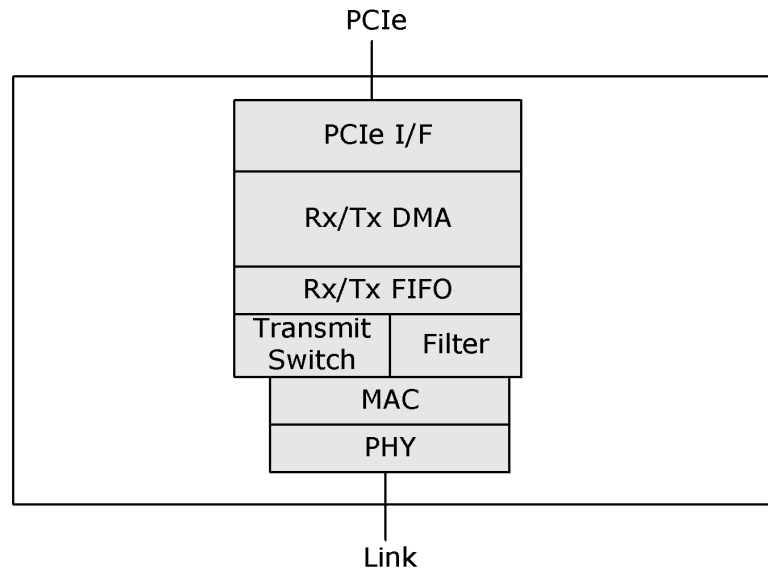 PCIe
PCIe I/F
Rx/Tx DMA
Rx/Tx FIFO
Transmit
Switch
Filter
MAC
PHY
Link